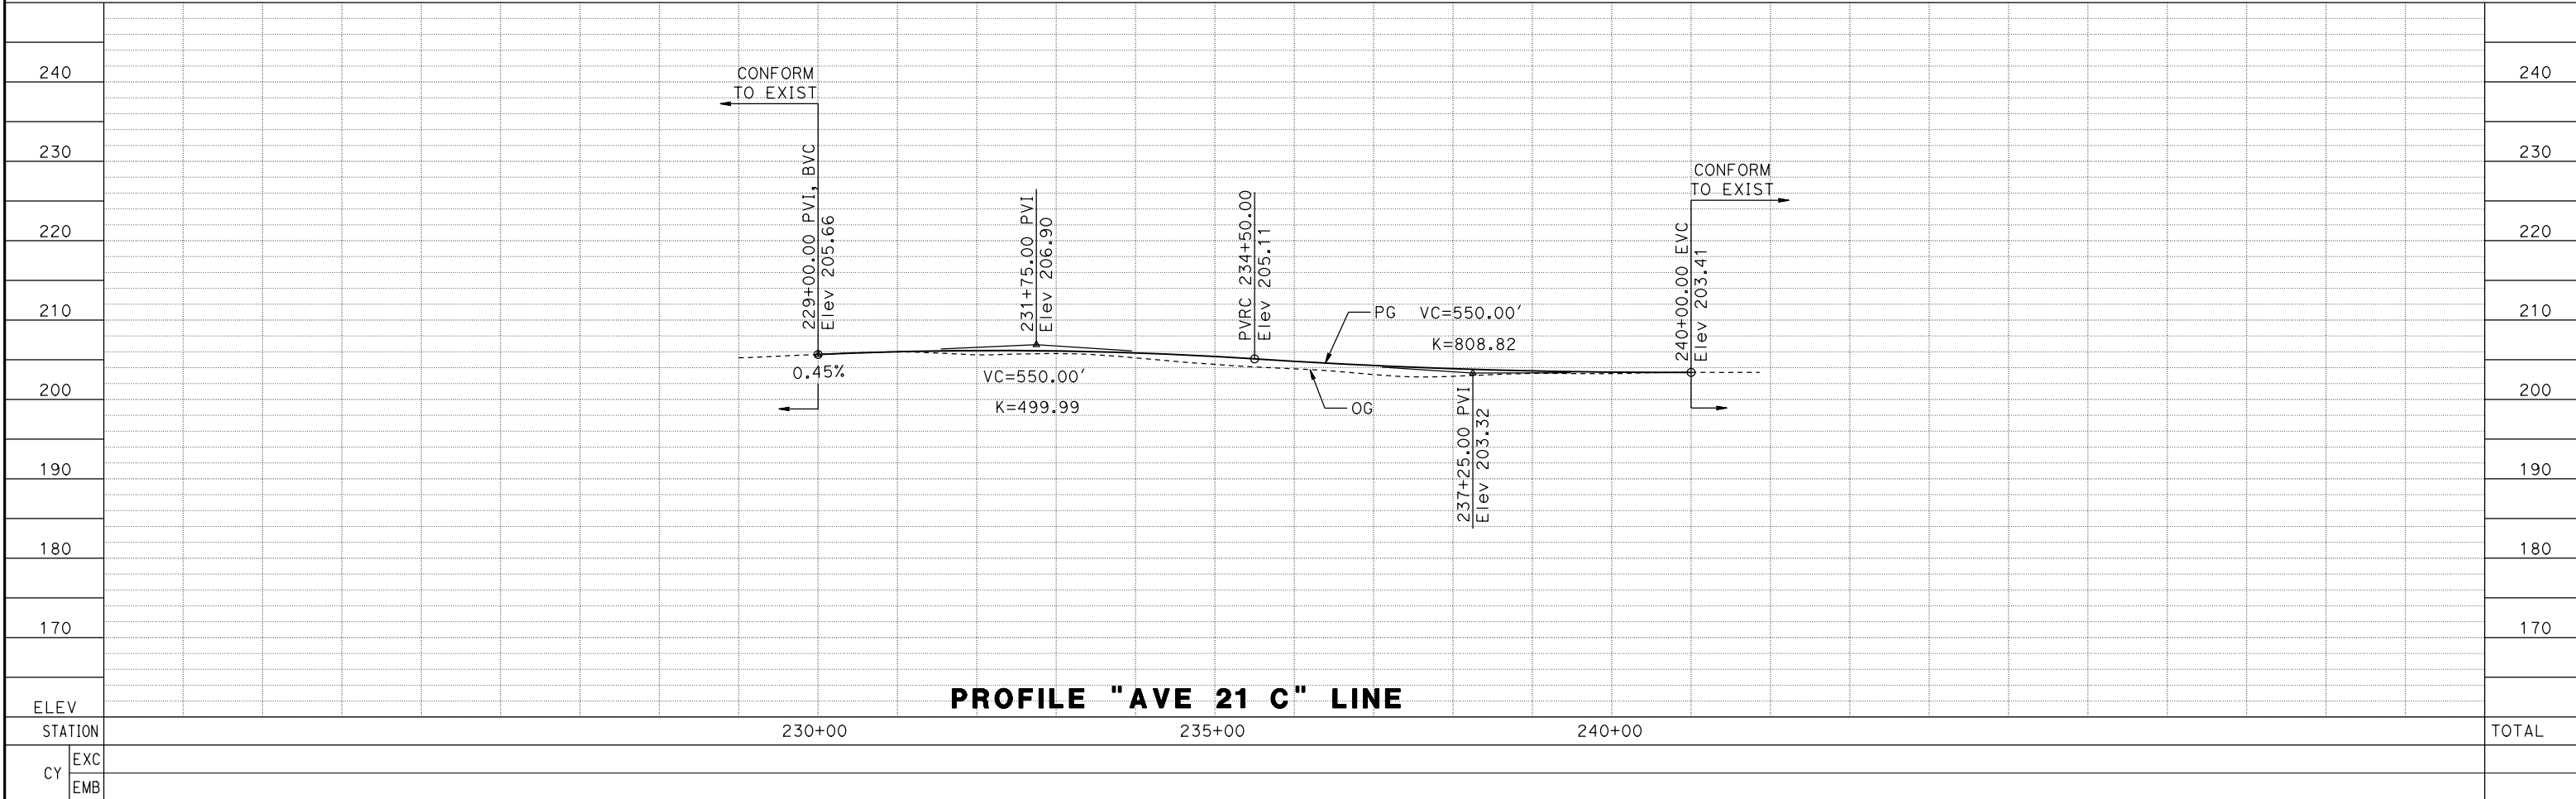 240
230
220
210
200
190
180
170
ELEV
CONFORM
TO EXIST
229+00.00 PVI, BVC
Elev 205.66
0.45%
231+75.00 PVI
Elev 206.90
VC=550.00'
K=499.99
PVRC 234+50.00
Elev 205.11
PG
VC=550.00'
K=808.82
OG
237+25.00 PVI
Elev 203.32
CONFORM
TO EXIST
240+00.00 EVC
Elev 203.41
240
230
220
210
200
190
180
170
PROFILE "AVE 21 C" LINE
STATION
230+00
235+00
240+00
TOTAL
CY
EXC
EMB